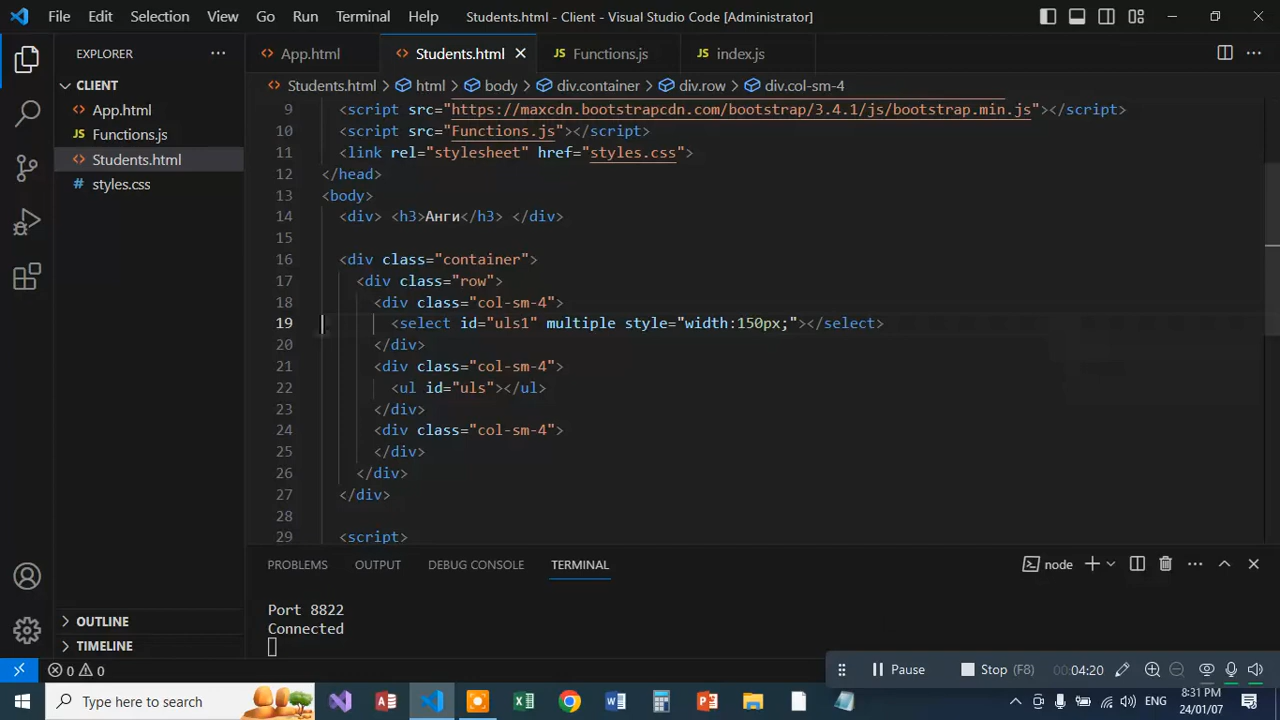 File Edit Selection View Go Run Terminal Help
Students.html - Client - Visual Studio Code [Administrator]
EXPLORER
App.html
Students.html
Functions.js
index.js
CLIENT
App.html
Functions.js
Students.html
styles.css
OUTLINE
TIMELINE
Students.html > html > body > div.container > div.row > div.col-sm-4
9 <script src="https://maxcdn.bootstrapcdn.com/bootstrap/3.4.1/js/bootstrap.min.js"></script>
10 <script src="Functions.js"></script>
11 <link rel="stylesheet" href="styles.css">
12 </head>
13 <body>
14 <div> <h3>Анги</h3> </div>
15
16 <div class="container">
17 <div class="row">
18 <div class="col-sm-4">
19 <select id="uls1" multiple style="width:150px;"></select>
20 </div>
21 <div class="col-sm-4">
22 <ul id="uls"></ul>
23 </div>
24 <div class="col-sm-4">
25 </div>
26 </div>
27 </div>
28
29 <script>
PROBLEMS OUTPUT DEBUG CONSOLE TERMINAL
node
Port 8822
Connected
0 0
Pause
Stop (F8)
00:04:20
Type here to search
ENG
8:31 PM
24/01/07